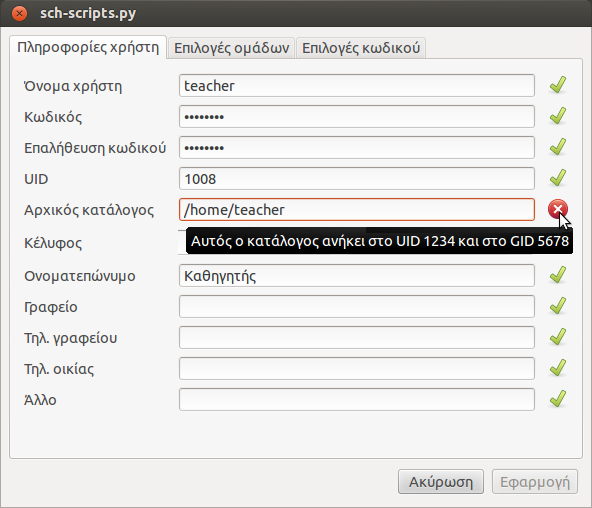 sch-scripts.py
Πληροφορίες χρήστη Επιλογές ομάδων Επιλογές κωδικού
Όνομα χρήστη teacher
Κωδικός ••••••••
Επαλήθευση κωδικού ••••••••
UID 1008
Αρχικός κατάλογος /home/teacher
Κέλυφος
Αυτός ο κατάλογος ανήκει στο UID 1234 και στο GID 5678
Ονοματεπώνυμο Καθηγητής
Γραφείο
Τηλ. γραφείου
Τηλ. οικίας
Άλλο
Ακύρωση Εφαρμογή